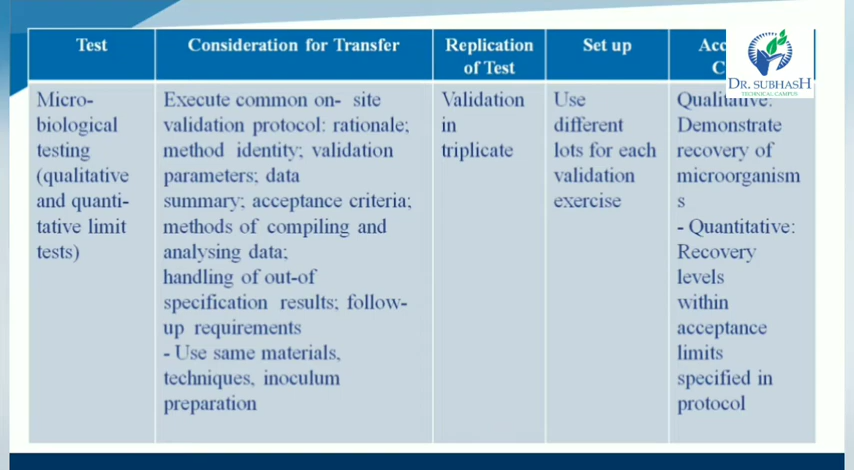 Test
Consideration for Transfer
Replication
of Test
Set up
Acc
C
DR. SUBHASH
TECHNICAL CAMPUS
Micro-
biological
testing
(qualitative
and quanti-
tative limit
tests)
Execute common on- site
validation protocol: rationale;
method identity; validation
parameters; data
summary; acceptance criteria;
methods of compiling and
analysing data;
handling of out-of
specification results; follow-
up requirements
- Use same materials,
techniques, inoculum
preparation
Validation
in
triplicate
Use
different
lots for each
validation
exercise
Qualitative:
Demonstrate
recovery of
microorganism
s
- Quantitative:
Recovery
levels
within
acceptance
limits
specified in
protocol